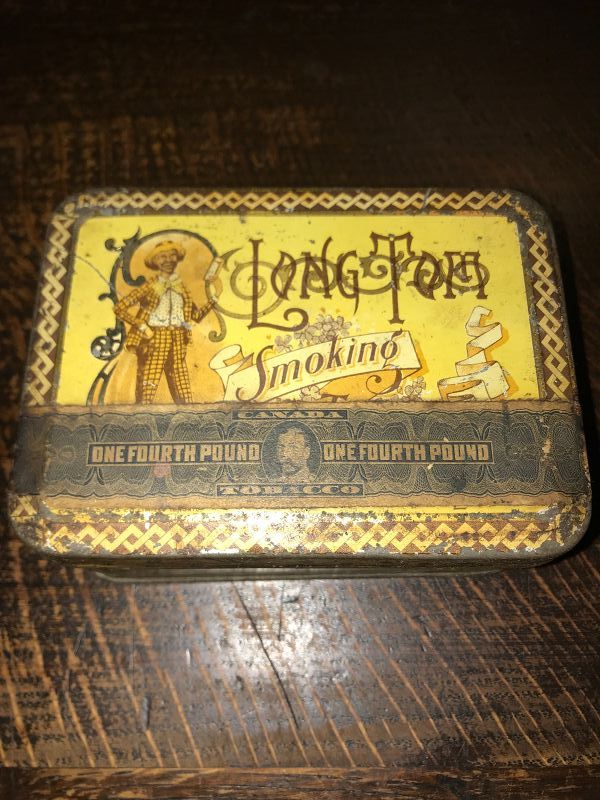 LONG TOM
Smoking
CANADA
ONE FOURTH POUND ONE FOURTH POUND
TOBACCO